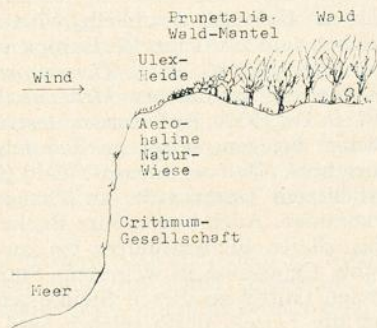 Prunetalia- Wald
Wald-Mantel
Ulex-
Heide
Wind
Aero-
haline
Natur-
Wiese
Crithmum-
Gesellschaft
Meer